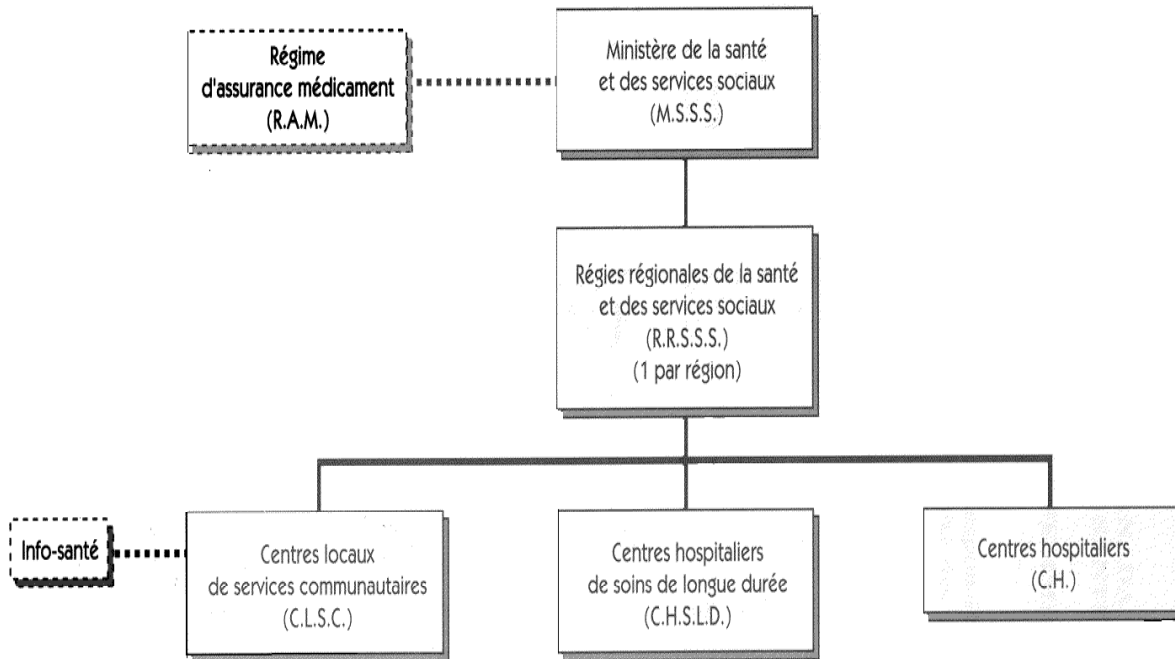 Régime
d'assurance médicament
(R.A.M.)
Ministère de la santé
et des services sociaux
(M.S.S.S.)
Régies régionales de la santé
et des services sociaux
(R.R.S.S.S.)
(1 par région)
Info-santé
Centres locaux
de services communautaires
(C.L.S.C.)
Centres hospitaliers
de soins de longue durée
(C.H.S.L.D.)
Centres hospitaliers
(C.H.)